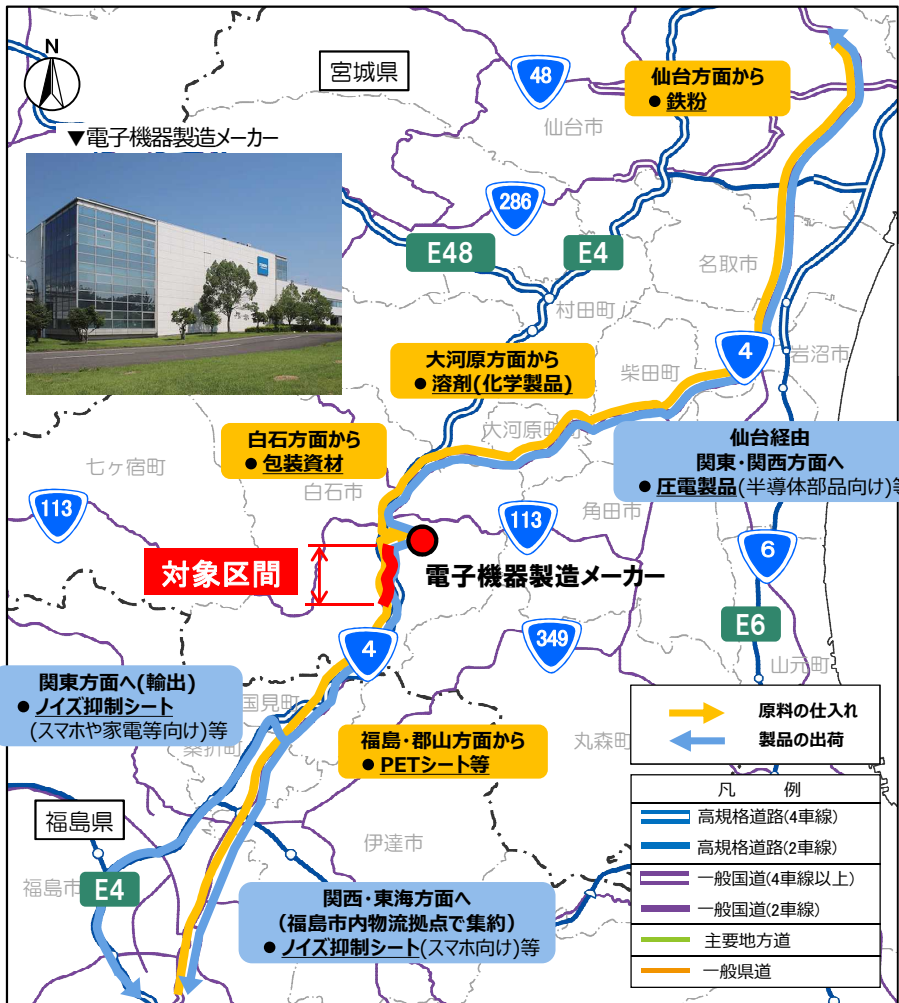 N
宮城県
48
仙台方面から
● 鉄粉
仙台市
▼電子機器製造メーカー
286
E48
E4
名取市
村田町
大河原方面から
● 溶剤(化学製品)
柴田町
4
岩沼市
白石方面から
● 包装資材
大河原町
仙台経由
関東・関西方面へ
● 圧電製品(半導体部品向け)等
七ヶ宿町
白石市
角田市
113
113
6
対象区間
電子機器製造メーカー
E6
349
4
山元町
関東方面へ(輸出)
● ノイズ抑制シート
(スマホや家電等向け)等
国見町
桑折町
福島・郡山方面から
● PETシート等
丸森町
原料の仕入れ
製品の出荷
福島県
伊達市
福島市
E4
関西・東海方面へ
(福島市内物流拠点で集約)
● ノイズ抑制シート(スマホ向け)等
凡 例
高規格道路(4車線)
高規格道路(2車線)
一般国道(4車線以上)
一般国道(2車線)
主要地方道
一般県道